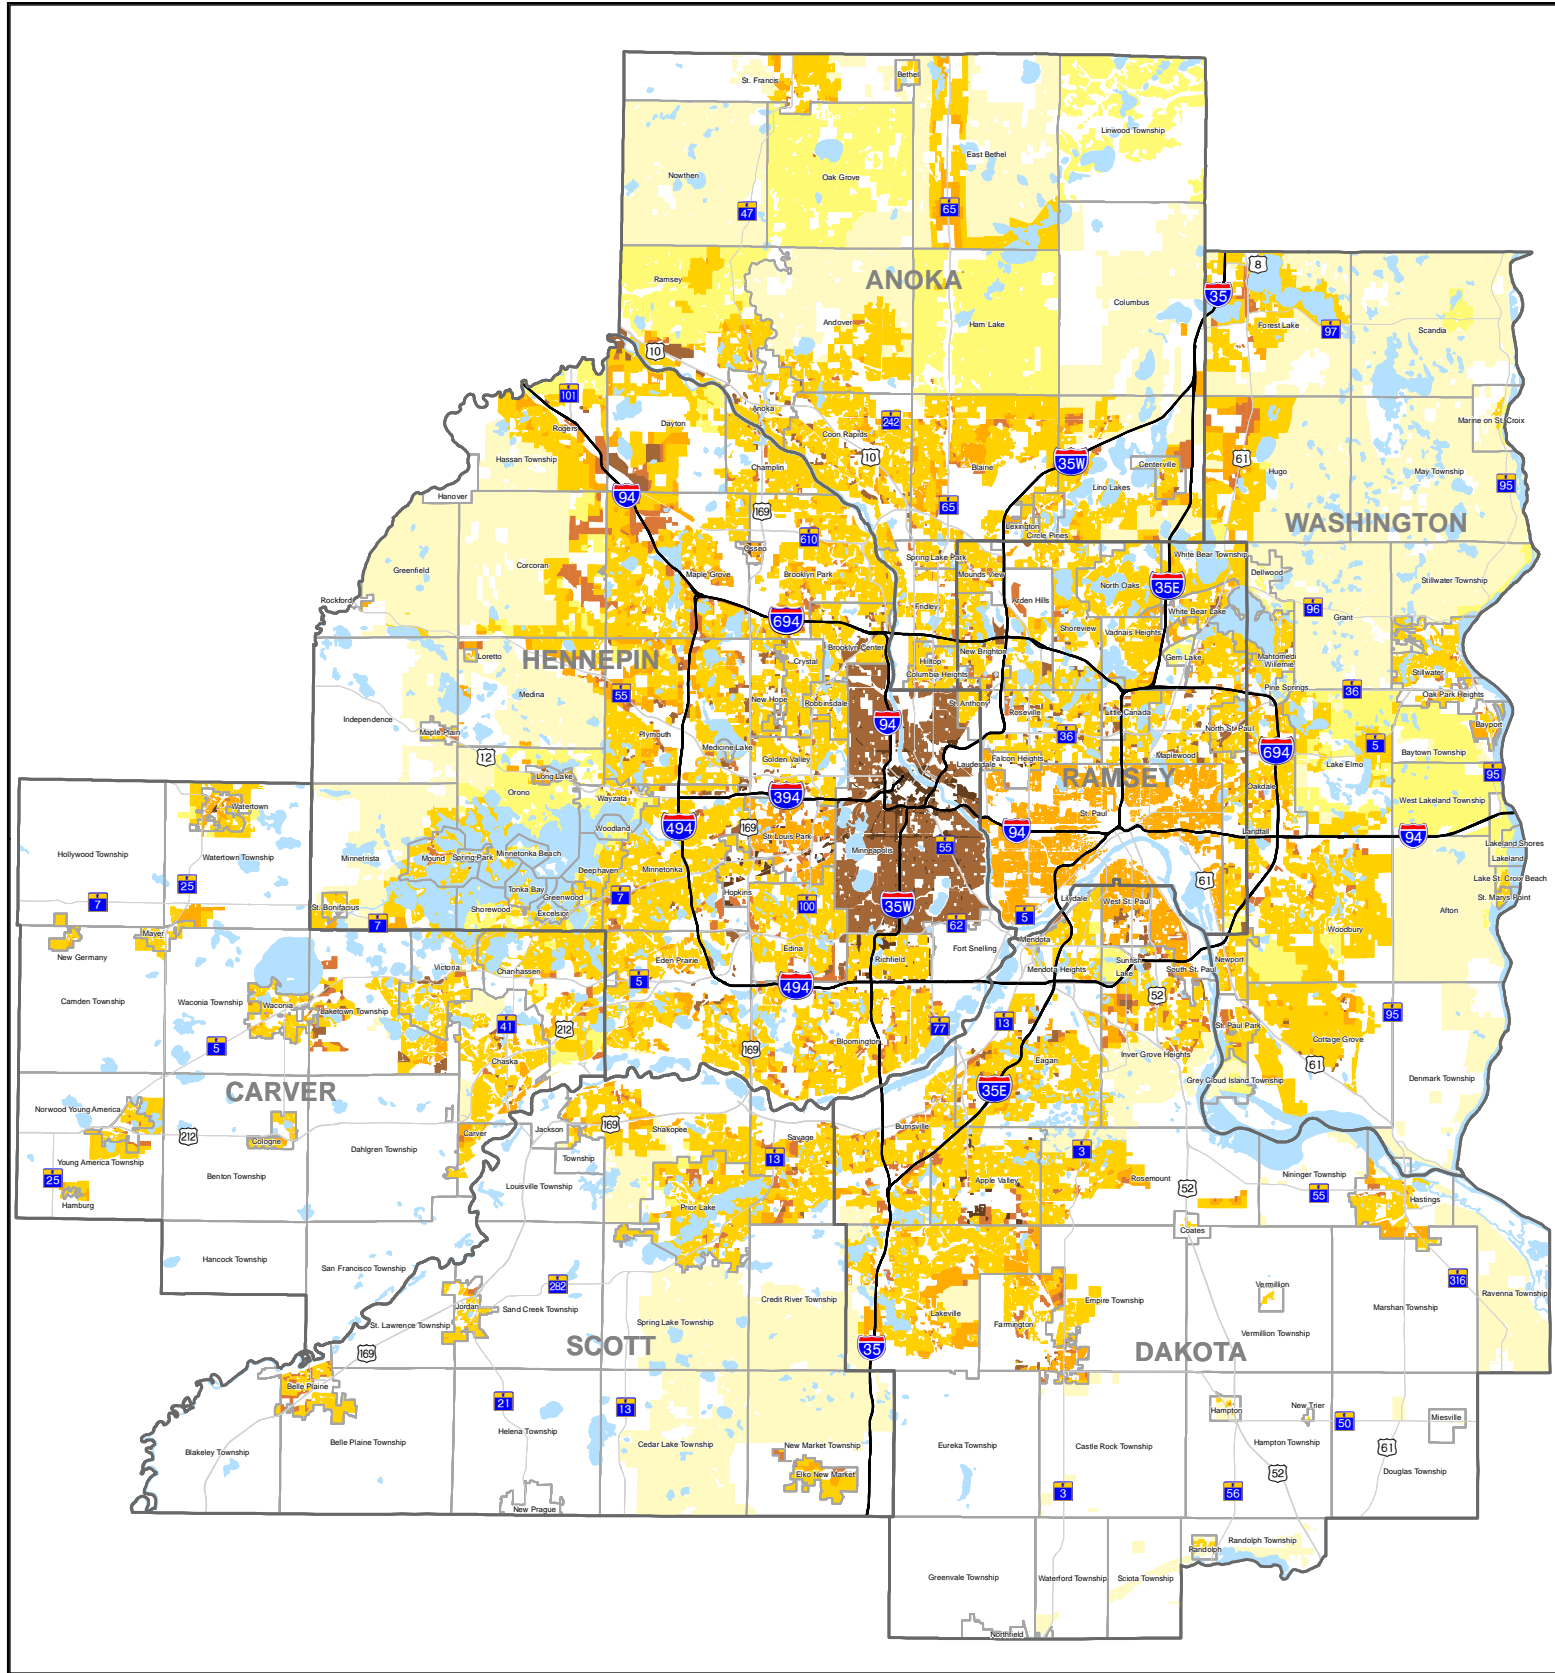 St. Francis
Bethel
Linwood Township
East Bethel
Nowthen
Oak Grove
47
65
8
ANOKA
Ramsey
35
Columbus
Andover
Ham Lake
Forest Lake
97
Scandia
10
101
Anoka
242
Marine on St. Croix
Rogers
Dayton
Coon Rapids
Hassan Township
10
35W
61
Champlin
Blaine
Centerville
Hugo
May Township
94
Lino Lakes
95
Hanover
65
169
Lexington
WASHINGTON
Circle Pines
610
Osseo
Spring Lake Park
White Bear Township
Corcoran
Greenfield
Maple Grove
Brooklyn Park
Mounds View
Dellwood
Stillwater Township
North Oaks
35E
Rockford
Arden Hills
Fridley
White Bear Lake
96
Grant
694
Shoreview
Vadnais Heights
Brooklyn Center
New Brighton
Loretto
HENNEPIN
Crystal
Hilltop
Gem Lake
Mahtomedi
Willernie
Columbia Heights
Stillwater
Medina
55
New Hope
Robbinsdale
St. Anthony
Pine Springs
36
Oak Park Heights
Independence
94
Roseville
Little Canada
Bayport
Maple Plain
Plymouth
36
North St. Paul
5
12
Medicine Lake
Maplewood
694
Baytown Township
Golden Valley
Falcon Heights
Lauderdale
Lake Elmo
Long Lake
RAMSEY
95
Orono
Wayzata
394
Oakdale
Watertown
West Lakeland Township
494
Woodland
169
St. Louis Park
94
St. Paul
Landfall
94
Hollywood Township
Watertown Township
Minnetrista
Mound
Spring Park
Minnetonka Beach
Minneapolis
55
Lakeland Shores
Lakeland
Deephaven
Minnetonka
25
Tonka Bay
Greenwood
Hopkins
61
Lake St. Croix Beach
7
St. Bonifacius
7
Shorewood
7
100
35W
Lilydale
West St. Paul
St. Marys Point
Excelsior
62
5
Afton
Mayer
Woodbury
New Germany
Edina
Fort Snelling
Mendota
Victoria
Chanhassen
Eden Prairie
Richfield
Mendota Heights
Sunfish
Lake
Newport
South St. Paul
5
494
52
Camden Township
Waconia Township
Waconia
Laketown Township
41
212
77
13
95
St. Paul Park
5
169
Bloomington
Cottage Grove
Chaska
Eagan
Inver Grove Heights
61
CARVER
35E
Grey Cloud Island Township
Denmark Township
Norwood Young America
Cologne
212
Carver
Jackson
169
Shakopee
Burnsville
Dahlgren Township
Savage
3
Young America Township
Township
13
25
Benton Township
Louisville Township
Apple Valley
Rosemount
52
Nininger Township
55
Hamburg
Prior Lake
Hastings
Coates
Hancock Township
San Francisco Township
282
316
Vermillion
Sand Creek Township
Credit River Township
Ravenna Township
Jordan
Empire Township
Marshan Township
St. Lawrence Township
Spring Lake Township
Lakeville
Farmington
Vermillion Township
169
SCOTT
35
DAKOTA
Belle Plaine
21
13
Hampton
New Trier
50
Miesville
Blakeley Township
Belle Plaine Township
Helena Township
Cedar Lake Township
New Market Township
Eureka Township
Castle Rock Township
Hampton Township
61
Elko New Market
52
Douglas Township
3
56
New Prague
Randolph
Randolph Township
Greenvale Township
Waterford Township
Sciota Township
Northfield